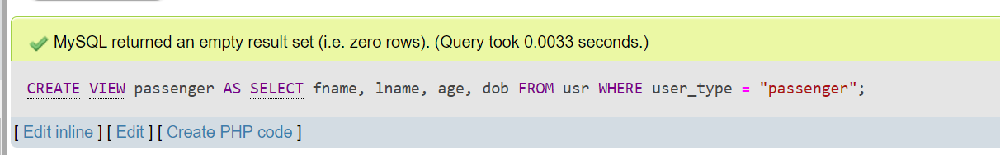 MySQL returned an empty result set (i.e. zero rows). (Query took 0.0033 seconds.)
CREATE VIEW passenger AS SELECT fname, lname, age, dob FROM usr WHERE user_type = "passenger";
[ Edit inline ] [ Edit ] [ Create PHP code ]